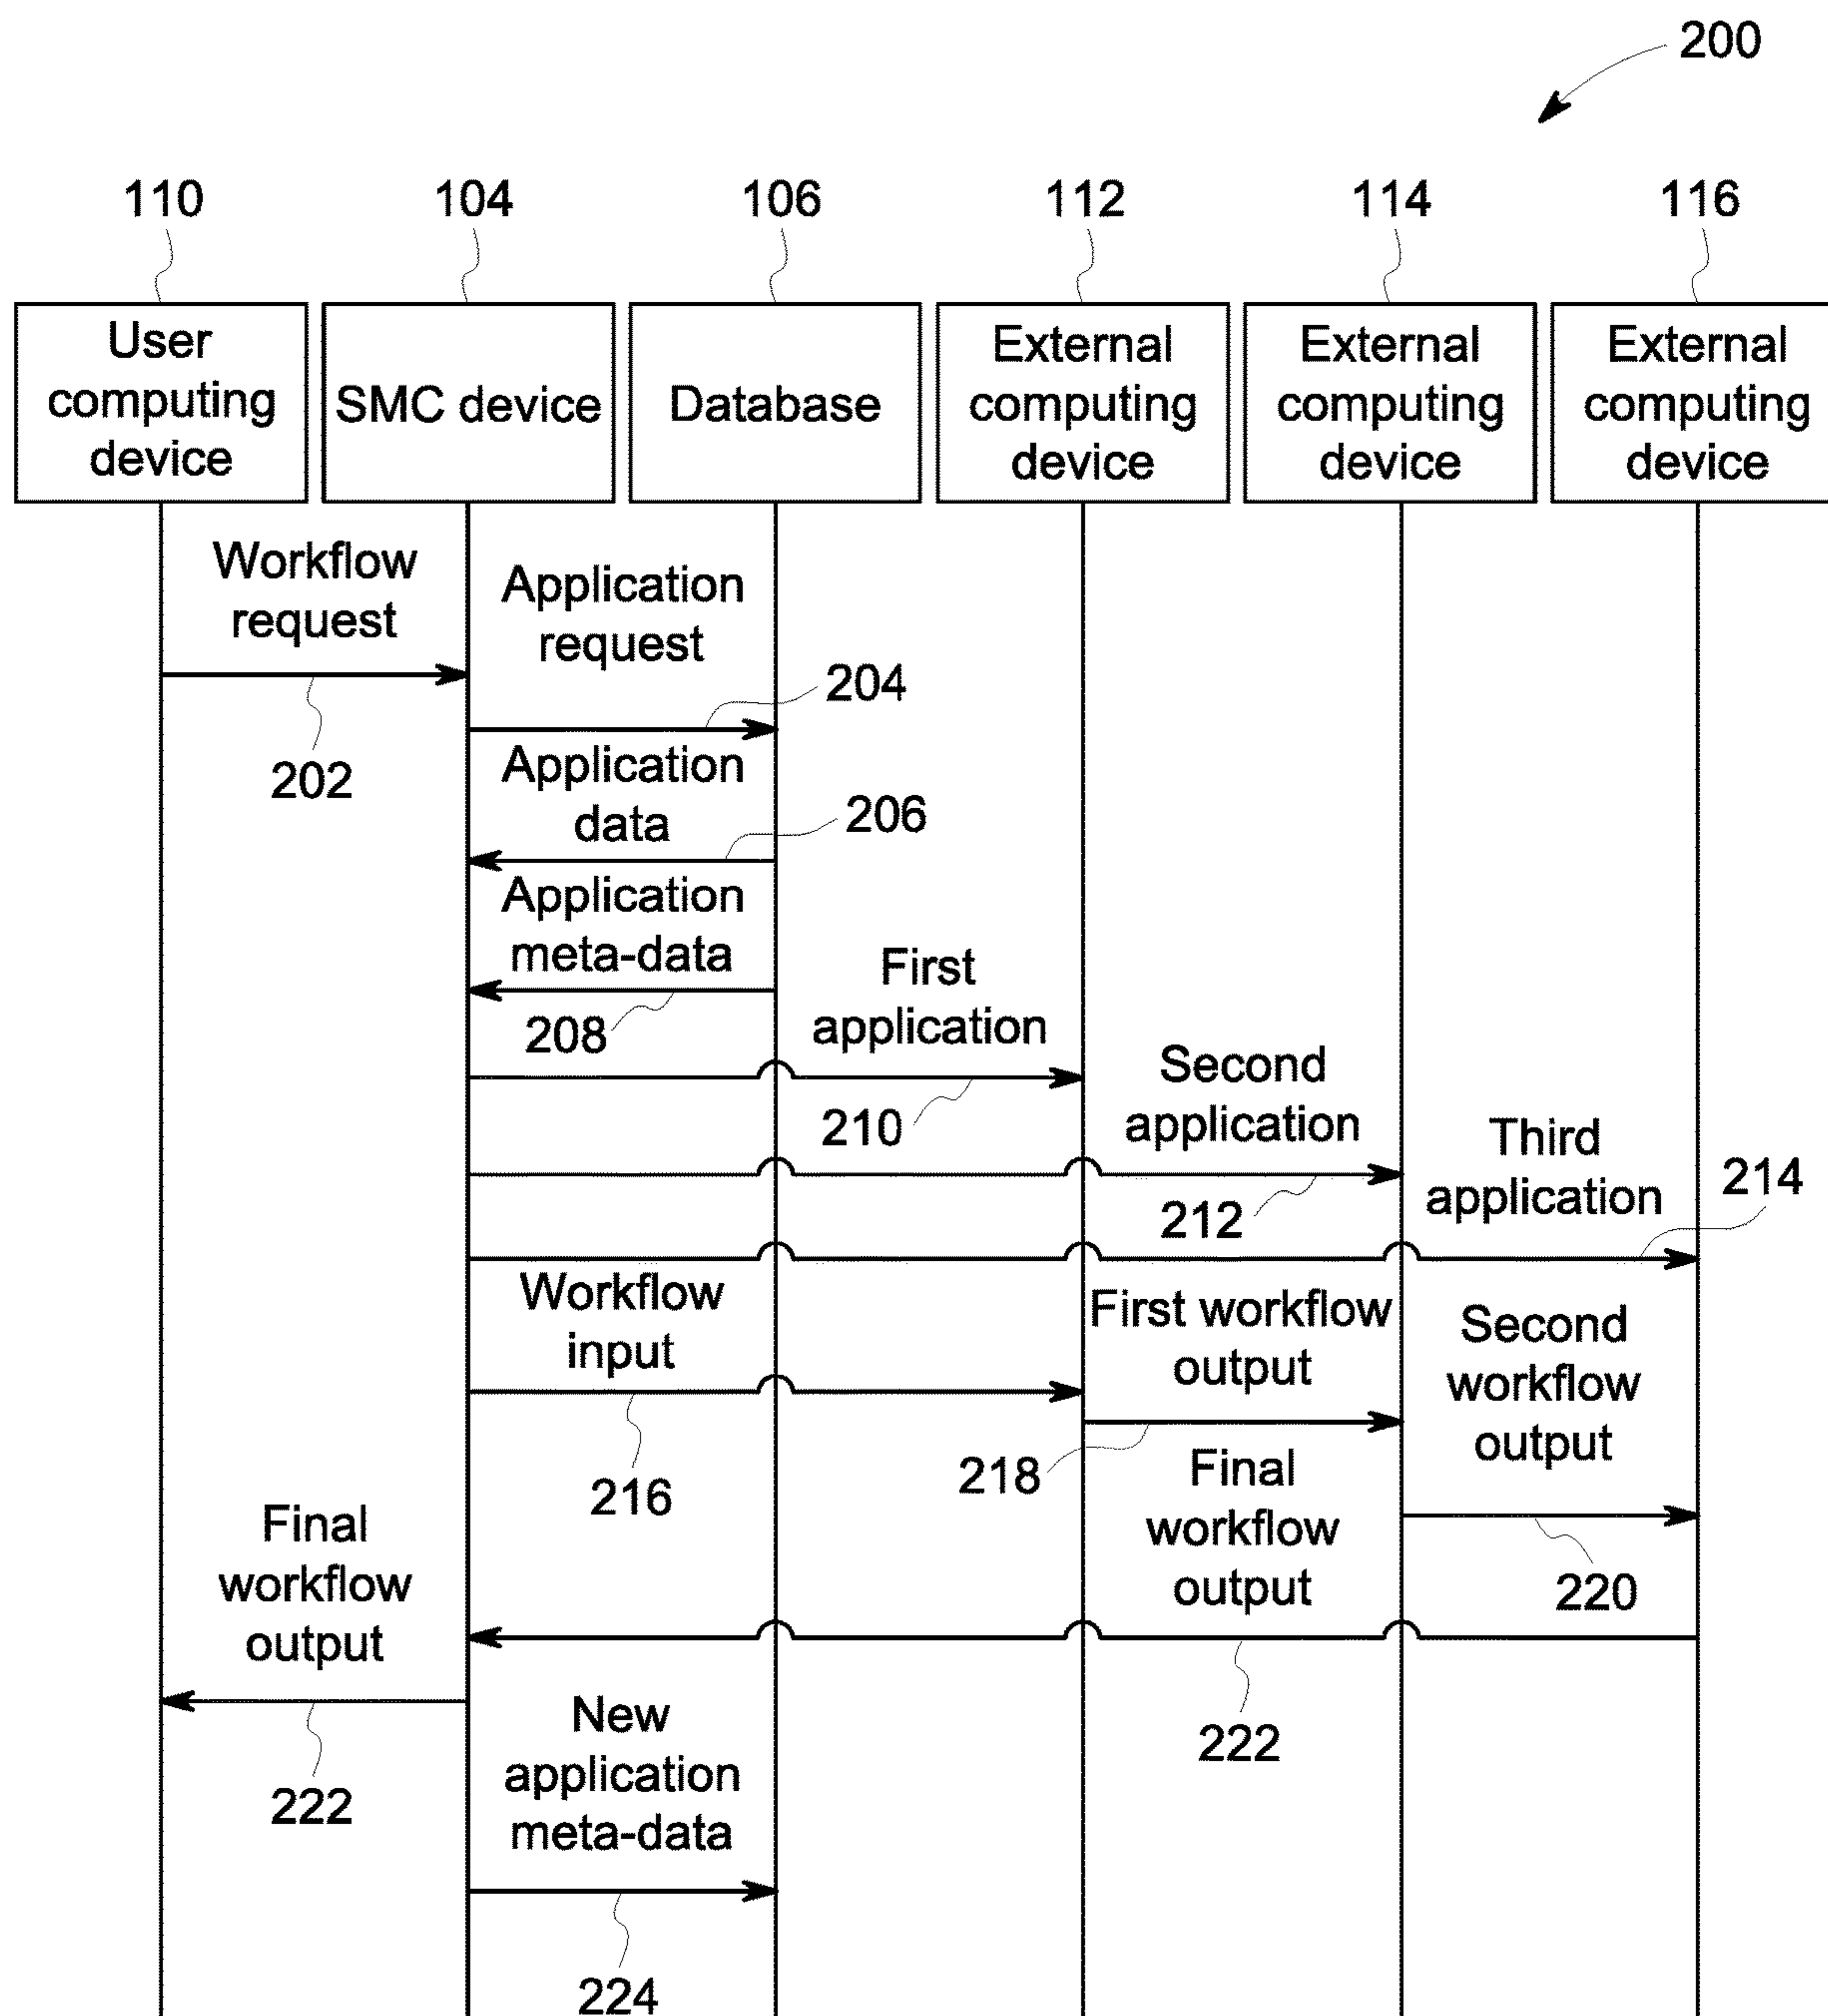 200
110
104
106
112
114
116
User
computing
device
SMC device
Database
External
computing
device
External
computing
device
External
computing
device
Workflow
request
202
Application
request
204
Application
data
206
Application
meta-data
208
First
application
210
Second
application
212
Third
application
214
Workflow
input
216
First workflow
output
218
Second
workflow
output
220
Final
workflow
output
222
Final
workflow
output
222
New
application
meta-data
224